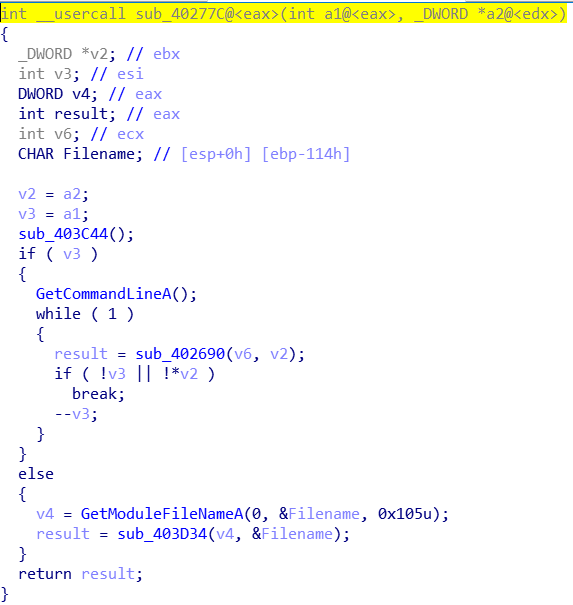 int __usercall sub_40277C@<eax>(int a1@<eax>, _DWORD *a2@<edx>)
{
  _DWORD *v2; // ebx
  int v3; // esi
  DWORD v4; // eax
  int result; // eax
  int v6; // ecx
  CHAR Filename; // [esp+0h] [ebp-114h]

  v2 = a2;
  v3 = a1;
  sub_403C44();
  if ( v3 )
  {
    GetCommandLineA();
    while ( 1 )
    {
      result = sub_402690(v6, v2);
      if ( !v3 || !*v2 )
        break;
      --v3;
    }
  }
  else
  {
    v4 = GetModuleFileNameA(0, &Filename, 0x105u);
    result = sub_403D34(v4, &Filename);
  }
  return result;
}